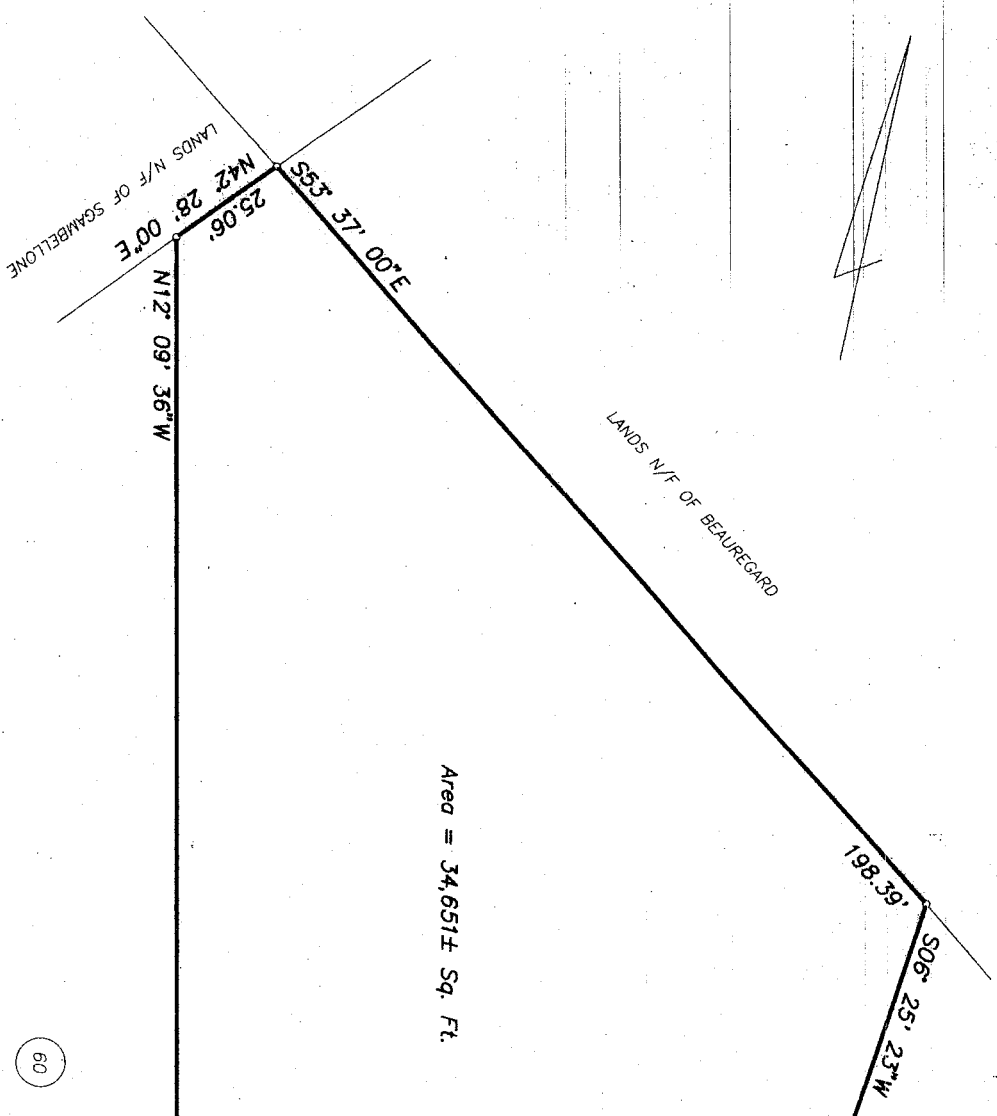 LANDS N/F OF SGAMBELLONE
N42° 28' 00"E
25.06'
S53° 37' 00"E
N12° 09' 36"W
LANDS N/F OF BEAUREGARD
198.39'
S06° 25' 23"W
Area = 34,651± Sq. Ft.
60